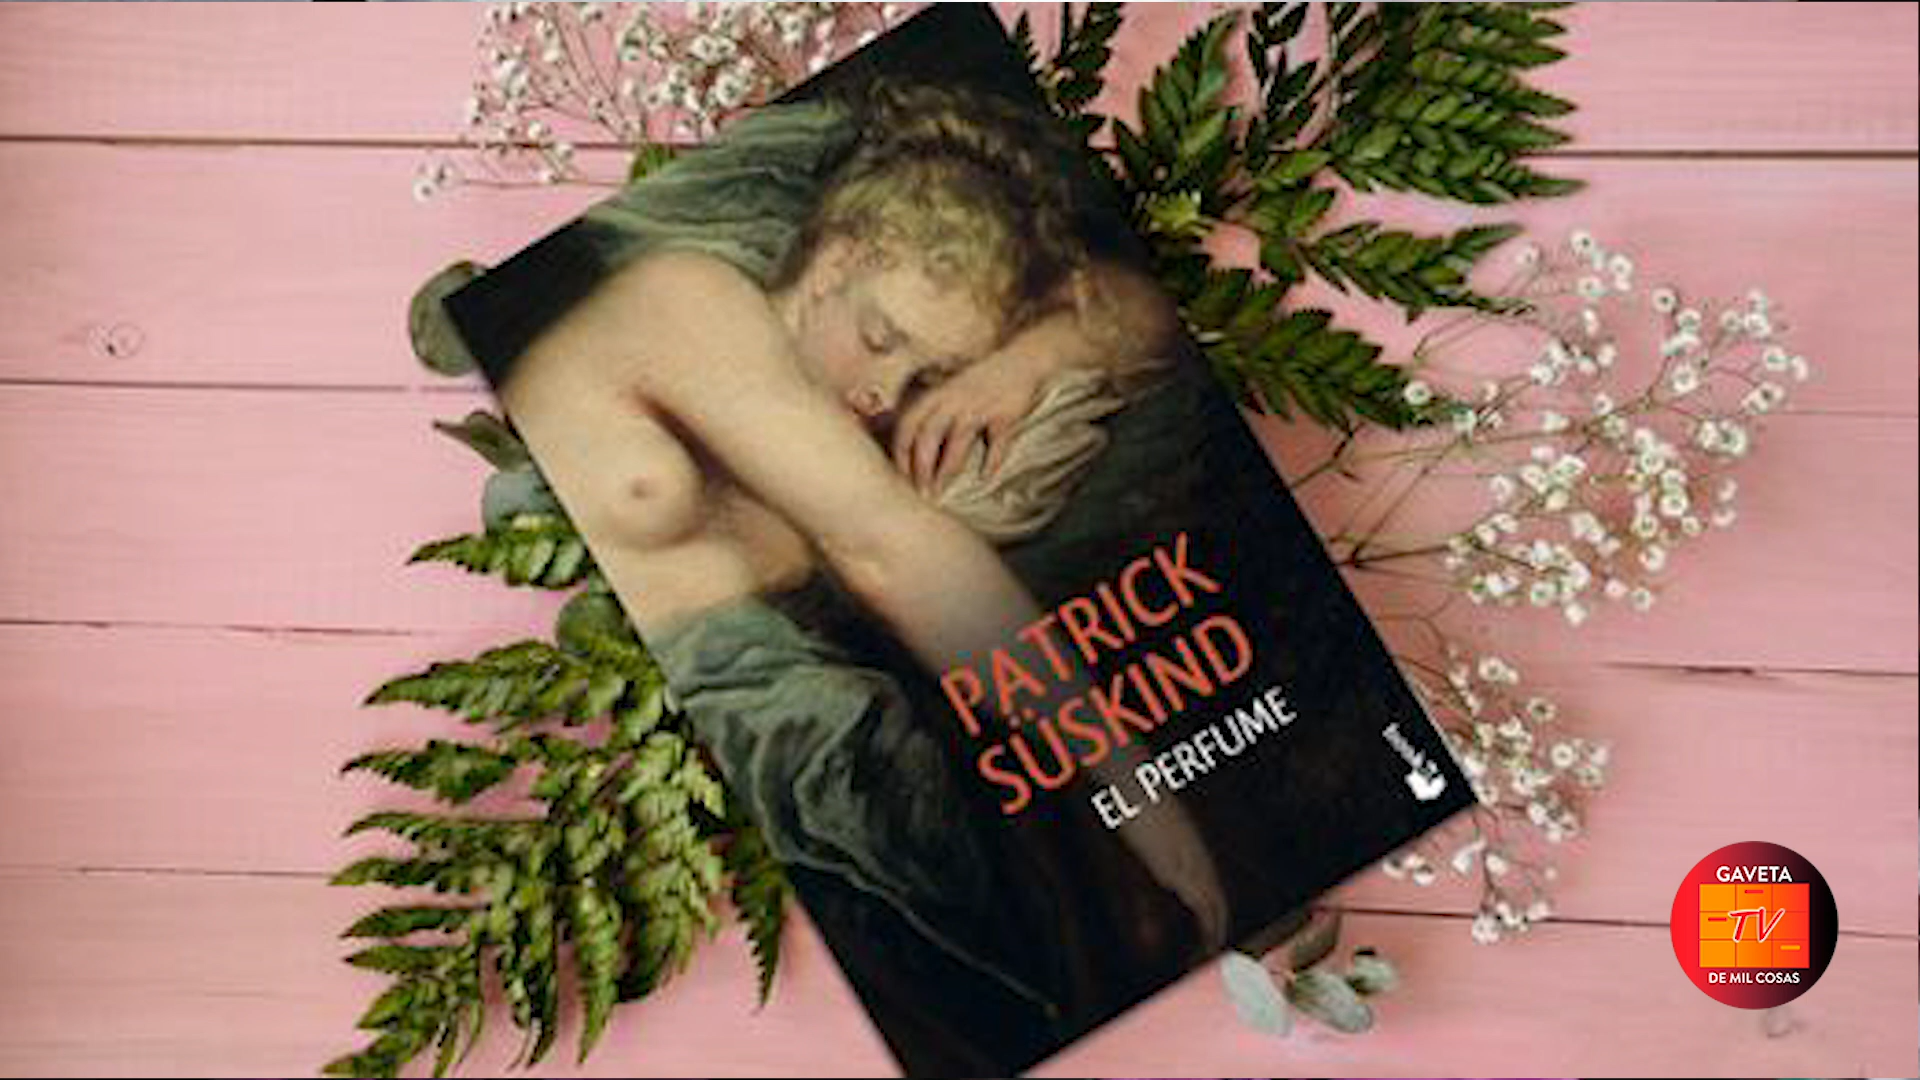 PATRICK
SÜSKIND
EL PERFUME
GAVETA
TV
DE MIL COSAS